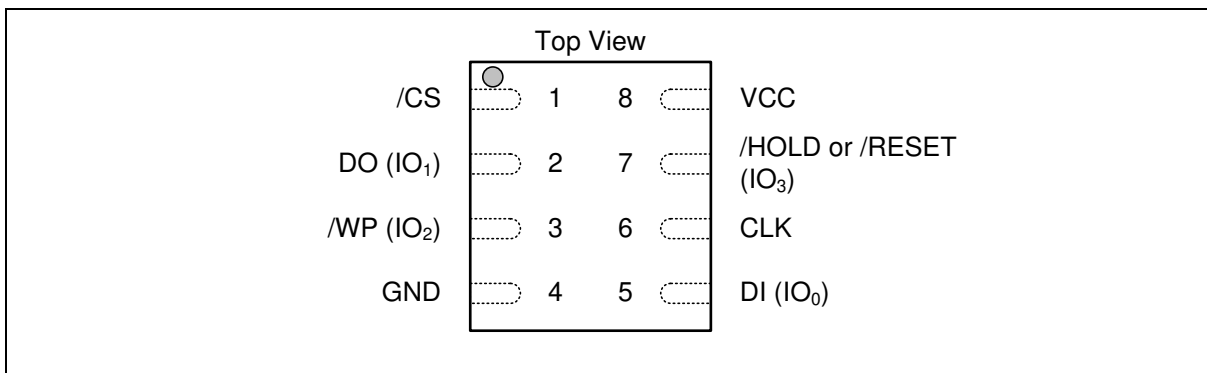 Top View
/CS 1 8 VCC
DO (IO₁) 2 7 /HOLD or /RESET
(IO₃)
/WP (IO₂) 3 6 CLK
GND 4 5 DI (IO₀)